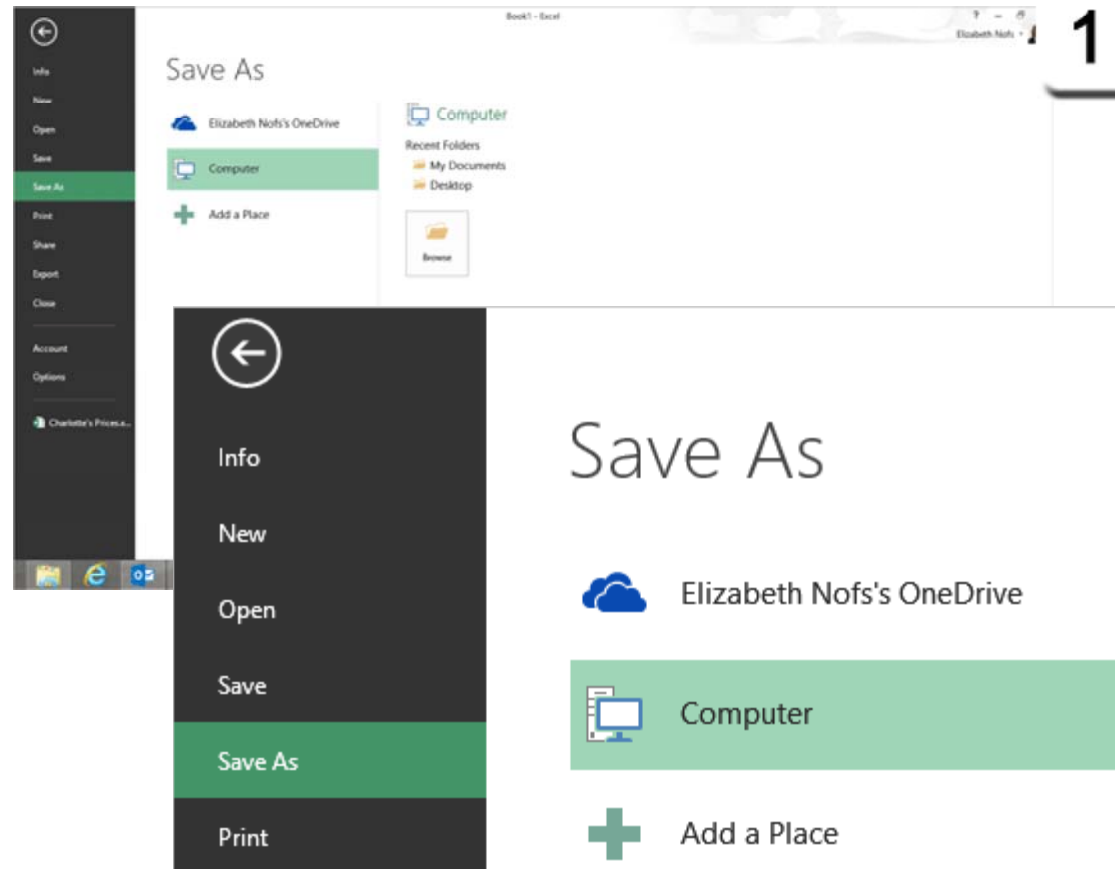 Book1 - Excel
? – 
Elizabeth Nofs
1
Info
New
Open
Save
Save As
Print
Share
Export
Close
Account
Options
Charlotte's Prices.a...
Save As
Elizabeth Nofs's OneDrive
Computer
Add a Place
Computer
Recent Folders
My Documents
Desktop
Browse
Info
New
Open
Save
Save As
Print
Save As
Elizabeth Nofs's OneDrive
Computer
Add a Place